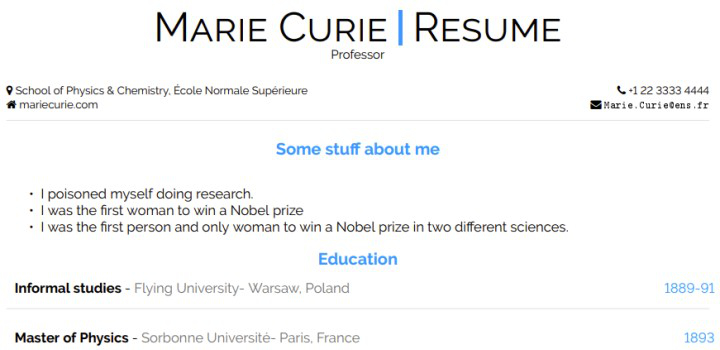 MARIE CURIE | RESUME
Professor
School of Physics & Chemistry, École Normale Supérieure
+1 22 3333 4444
mariecurie.com
Marie.Curie@ens.fr
Some stuff about me
• I poisoned myself doing research.
• I was the first woman to win a Nobel prize
• I was the first person and only woman to win a Nobel prize in two different sciences.
Education
Informal studies - Flying University- Warsaw, Poland 1889-91
Master of Physics - Sorbonne Université- Paris, France 1893